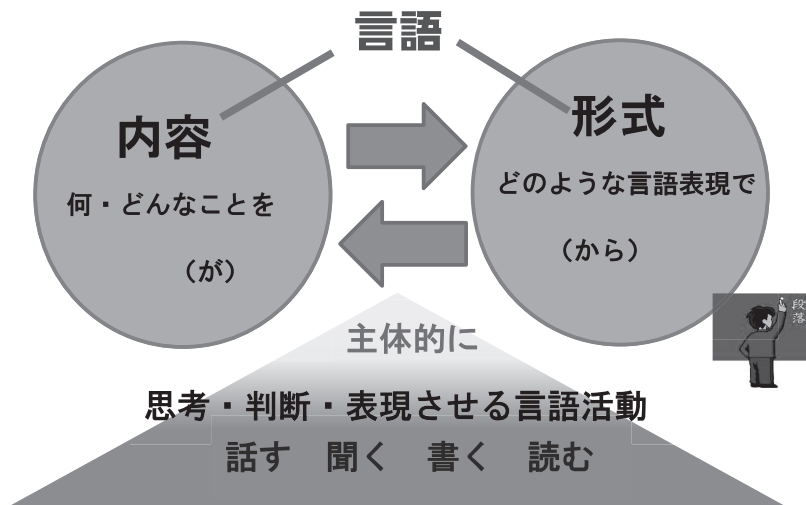 言語
内容
何・どんなことを
（が）
形式
どのような言語表現で
（から）
段
落
主体的に
思考・判断・表現させる言語活動
話す　聞く　書く　読む